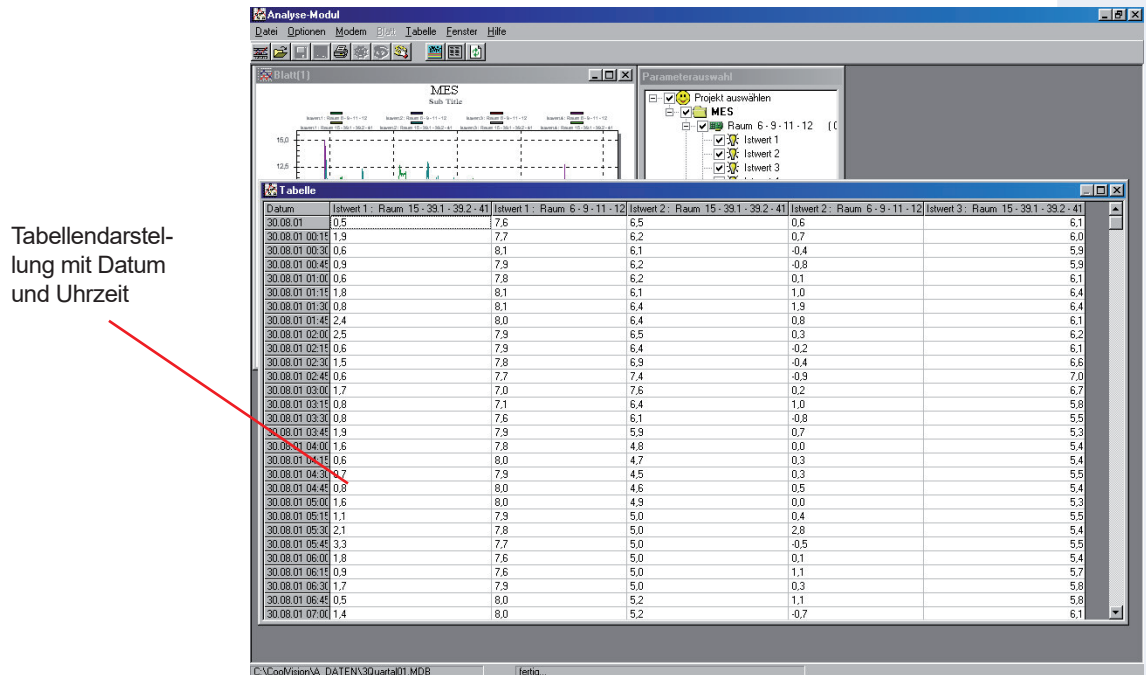 Analyse-Modul
Datei Optionen Modem Blatt Tabelle Fenster Hilfe
Blatt(1)
MES
Sub Title
15,0
12,5
Parameterauswahl
Projekt auswählen
MES
Raum 6 - 9 - 11 - 12
Istwert 1
Istwert 2
Istwert 3
Tabellendarstel-
lung mit Datum
und Uhrzeit
Tabelle
Datum Istwert 1 : Raum 15 - 39.1 - 39.2 - 41 Istwert 1 : Raum 6 - 9 - 11 - 12 Istwert 2 : Raum 15 - 39.1 - 39.2 - 41 Istwert 2 : Raum 6 - 9 - 11 - 12 Istwert 3 : Raum 15 - 39.1 - 39.2 - 41
30.08.01 0,5 7,6 6,5 0,6 6,1
30.08.01 00:15 1,9 7,7 6,2 0,7 6,0
30.08.01 00:30 0,6 8,1 6,1 -0,4 5,9
30.08.01 00:45 0,9 7,9 6,2 -0,8 5,9
30.08.01 01:00 0,6 7,8 6,2 0,1 6,1
30.08.01 01:15 1,8 8,1 6,1 1,0 6,4
30.08.01 01:30 0,8 8,1 6,4 1,9 6,4
30.08.01 01:45 2,4 8,0 6,4 0,8 6,1
30.08.01 02:00 2,5 7,9 6,5 0,3 6,2
30.08.01 02:15 0,6 7,9 6,4 -0,2 6,1
30.08.01 02:30 1,5 7,8 6,9 -0,4 6,6
30.08.01 02:45 0,6 7,7 7,4 -0,9 7,0
30.08.01 03:00 1,7 7,0 7,6 0,2 6,7
30.08.01 03:15 0,8 7,1 6,4 1,0 5,8
30.08.01 03:30 0,8 7,6 6,1 -0,8 5,5
30.08.01 03:45 1,9 7,9 5,9 0,7 5,3
30.08.01 04:00 1,6 7,8 4,8 0,0 5,4
30.08.01 04:15 0,6 8,0 4,7 0,3 5,4
30.08.01 04:30 0,7 7,9 4,5 0,3 5,5
30.08.01 04:45 0,8 8,0 4,6 0,5 5,4
30.08.01 05:00 1,6 8,0 4,9 0,0 5,3
30.08.01 05:15 1,1 7,9 5,0 0,4 5,5
30.08.01 05:30 2,1 7,8 5,0 2,8 5,4
30.08.01 05:45 3,3 7,7 5,0 -0,5 5,5
30.08.01 06:00 1,8 7,6 5,0 0,1 5,4
30.08.01 06:15 0,9 7,6 5,0 1,1 5,7
30.08.01 06:30 1,7 7,9 5,0 0,3 5,8
30.08.01 06:45 0,5 8,0 5,2 1,1 5,8
30.08.01 07:00 1,4 8,0 5,2 -0,7 6,1
C:\CoolVision\A_DATEN\3Quartal01.MDB fertig...